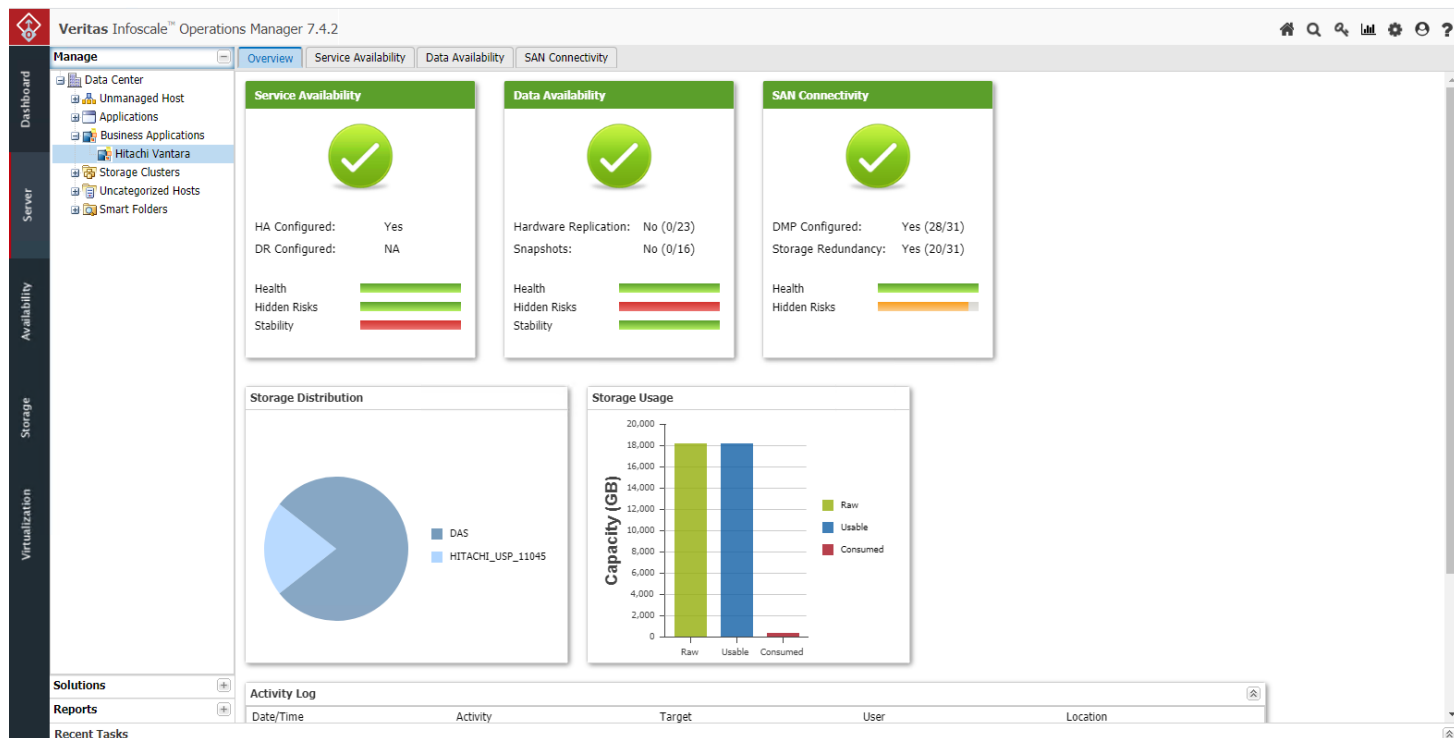 Veritas Infoscale™ Operations Manager 7.4.2
Dashboard
Server
Availability
Storage
Virtualization
Manage
Data Center
Unmanaged Host
Applications
Business Applications
Hitachi Vantara
Storage Clusters
Uncategorized Hosts
Smart Folders
Solutions
Reports
Overview Service Availability Data Availability SAN Connectivity
Service Availability
HA Configured: Yes
DR Configured: NA
Health
Hidden Risks
Stability
Data Availability
Hardware Replication: No (0/23)
Snapshots: No (0/16)
Health
Hidden Risks
Stability
SAN Connectivity
DMP Configured: Yes (28/31)
Storage Redundancy: Yes (20/31)
Health
Hidden Risks
Storage Distribution
DAS
HITACHI_USP_11045
Storage Usage
Capacity (GB)
20,000
18,000
16,000
14,000
12,000
10,000
8,000
6,000
4,000
2,000
0
Raw Usable Consumed
Raw
Usable
Consumed
Activity Log
Date/Time Activity Target User Location
Recent Tasks